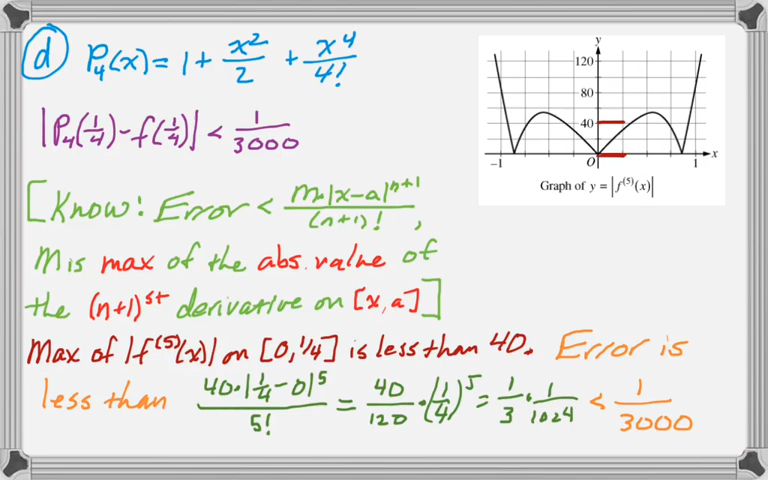 (d) P₄(x) = 1 + x²/2 + x⁴/4!
|P₄(1/4) - f(1/4)| < 1/3000
y
120
80
40
-1 O 1 x
Graph of y = |f⁽⁵⁾(x)|
[Know: Error < M·|x-a|ⁿ⁺¹/(n+1)! ,
M is max of the abs. value of
the (n+1)ˢᵗ derivative on [x,a]]
Max of |f⁽⁵⁾(x)| on [0, 1/4] is less than 40. Error is
less than 40·|1/4 - 0|⁵/5! = 40/120 · (1/4)⁵ = 1/3 · 1/1024 < 1/3000